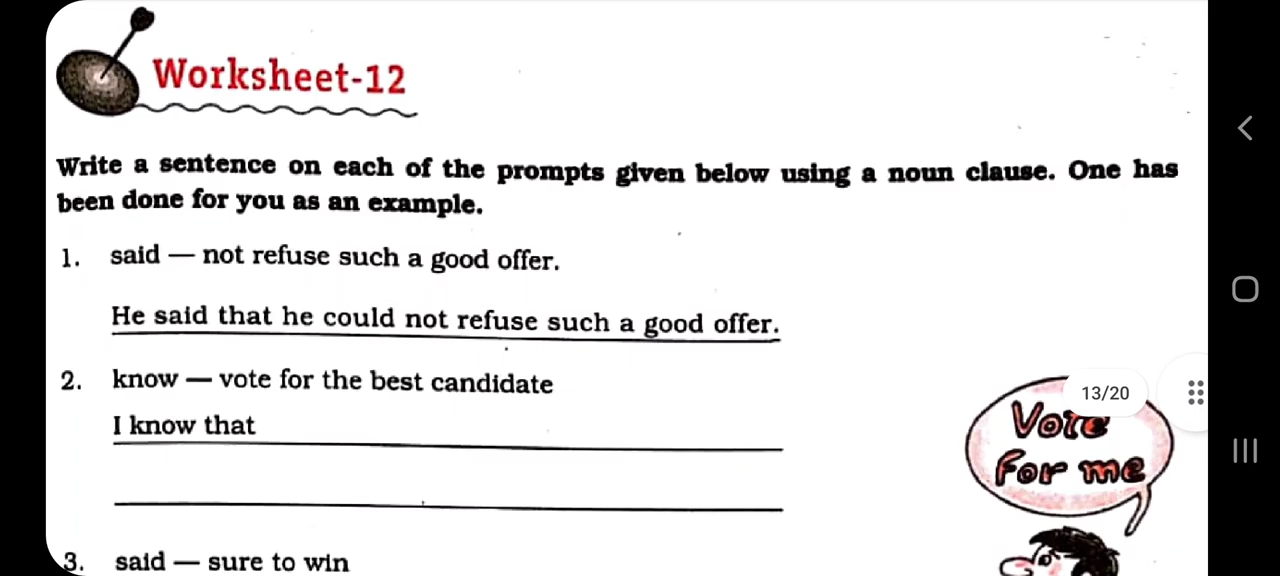 Worksheet-12
Write a sentence on each of the prompts given below using a noun clause. One has
been done for you as an example.
1. said — not refuse such a good offer.
He said that he could not refuse such a good offer.
2. know — vote for the best candidate
13/20
I know that
Vote
for me
3. said — sure to win